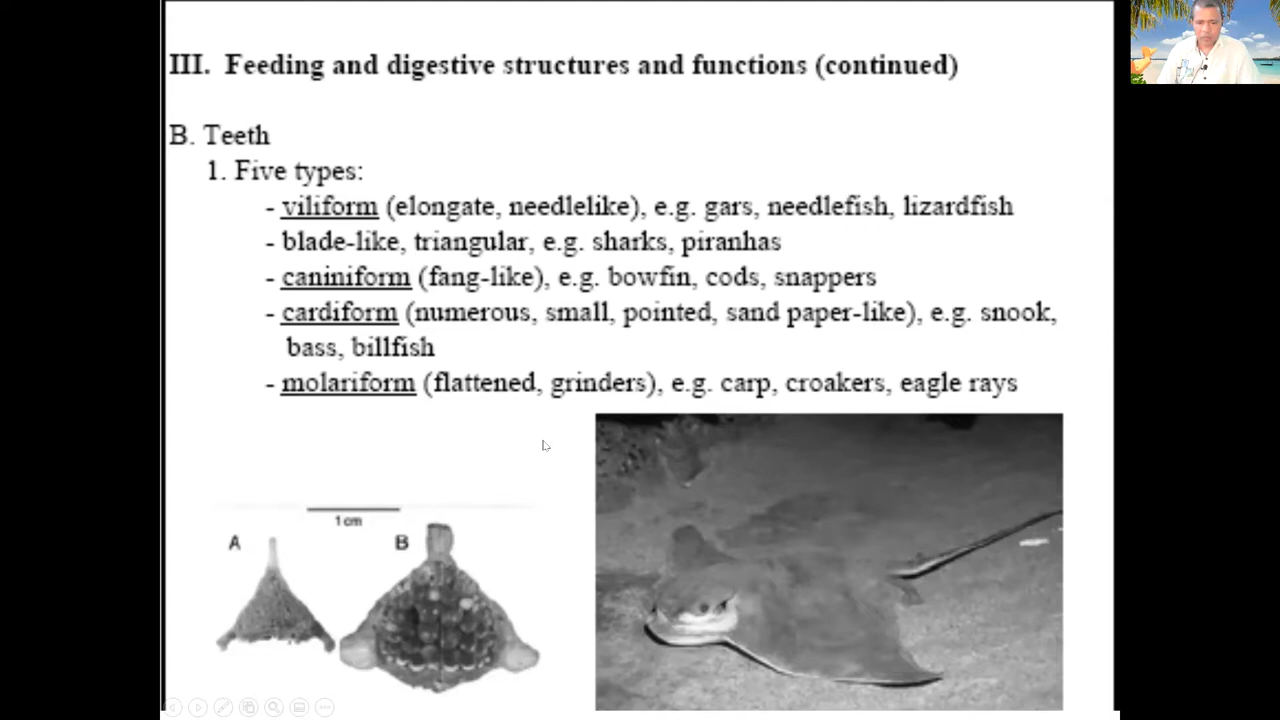 III. Feeding and digestive structures and functions (continued)
B. Teeth
1. Five types:
- viliform (elongate, needlelike), e.g. gars, needlefish, lizardfish
- blade-like, triangular, e.g. sharks, piranhas
- caniniform (fang-like), e.g. bowfin, cods, snappers
- cardiform (numerous, small, pointed, sand paper-like), e.g. snook,
bass, billfish
- molariform (flattened, grinders), e.g. carp, croakers, eagle rays
1 cm
A B